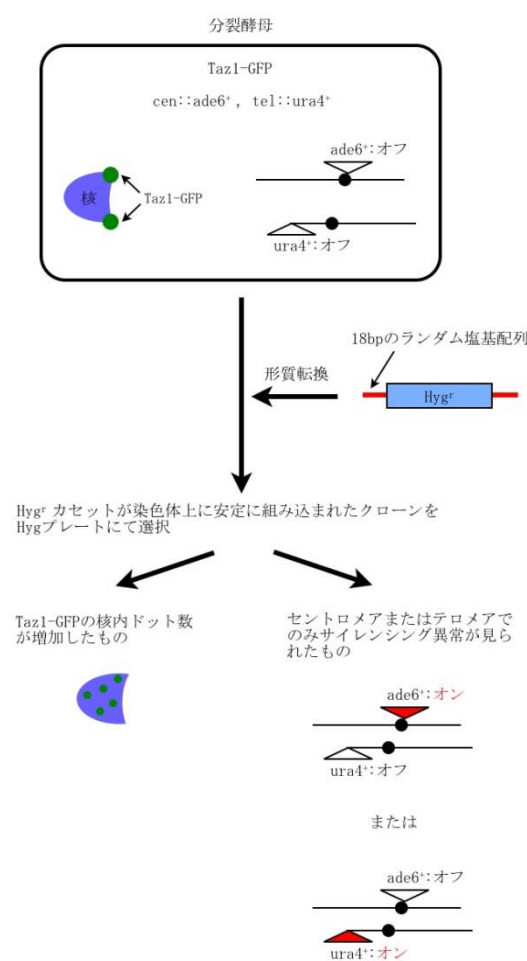 分裂酵母
Taz1-GFP
cen::ade6⁺, tel::ura4⁺
ade6⁺:オフ
核
Taz1-GFP
ura4⁺:オフ
18bpのランダム塩基配列
形質転換
Hygʳ
Hygʳ カセットが染色体上に安定に組み込まれたクローンを
Hygプレートにて選択
Taz1-GFPの核内ドット数
が増加したもの
セントロメアまたはテロメアで
のみサイレンシング異常が見ら
れたもの
ade6⁺:オン
ura4⁺:オフ
または
ade6⁺:オフ
ura4⁺:オン